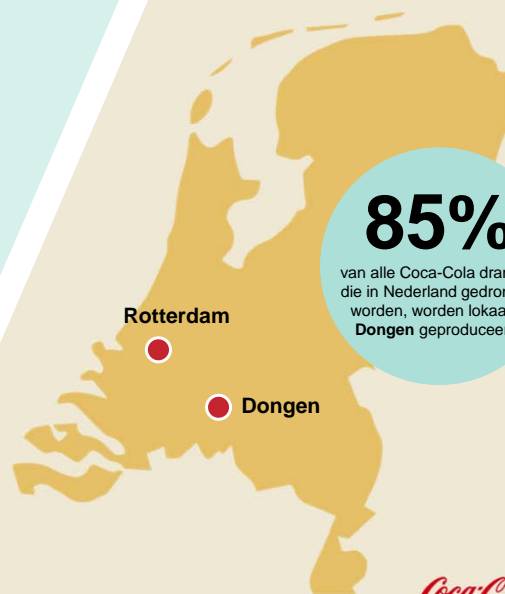 85%
van alle Coca-Cola
die in Nederland
worden, worden
Dongen
Rotterdam
Dongen